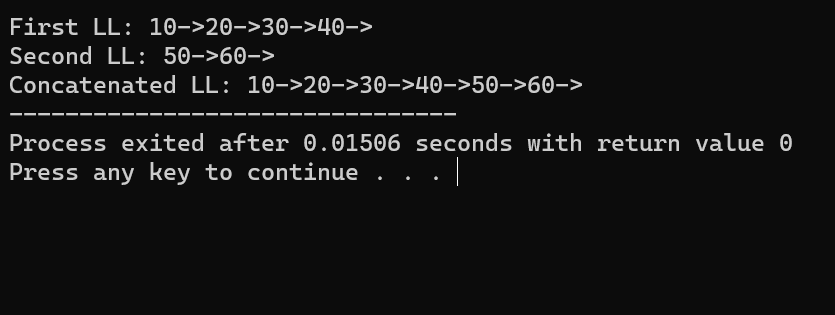 First LL: 10->20->30->40->
Second LL: 50->60->
Concatenated LL: 10->20->30->40->50->60->
--------------------------------
Process exited after 0.01506 seconds with return value 0
Press any key to continue . . .